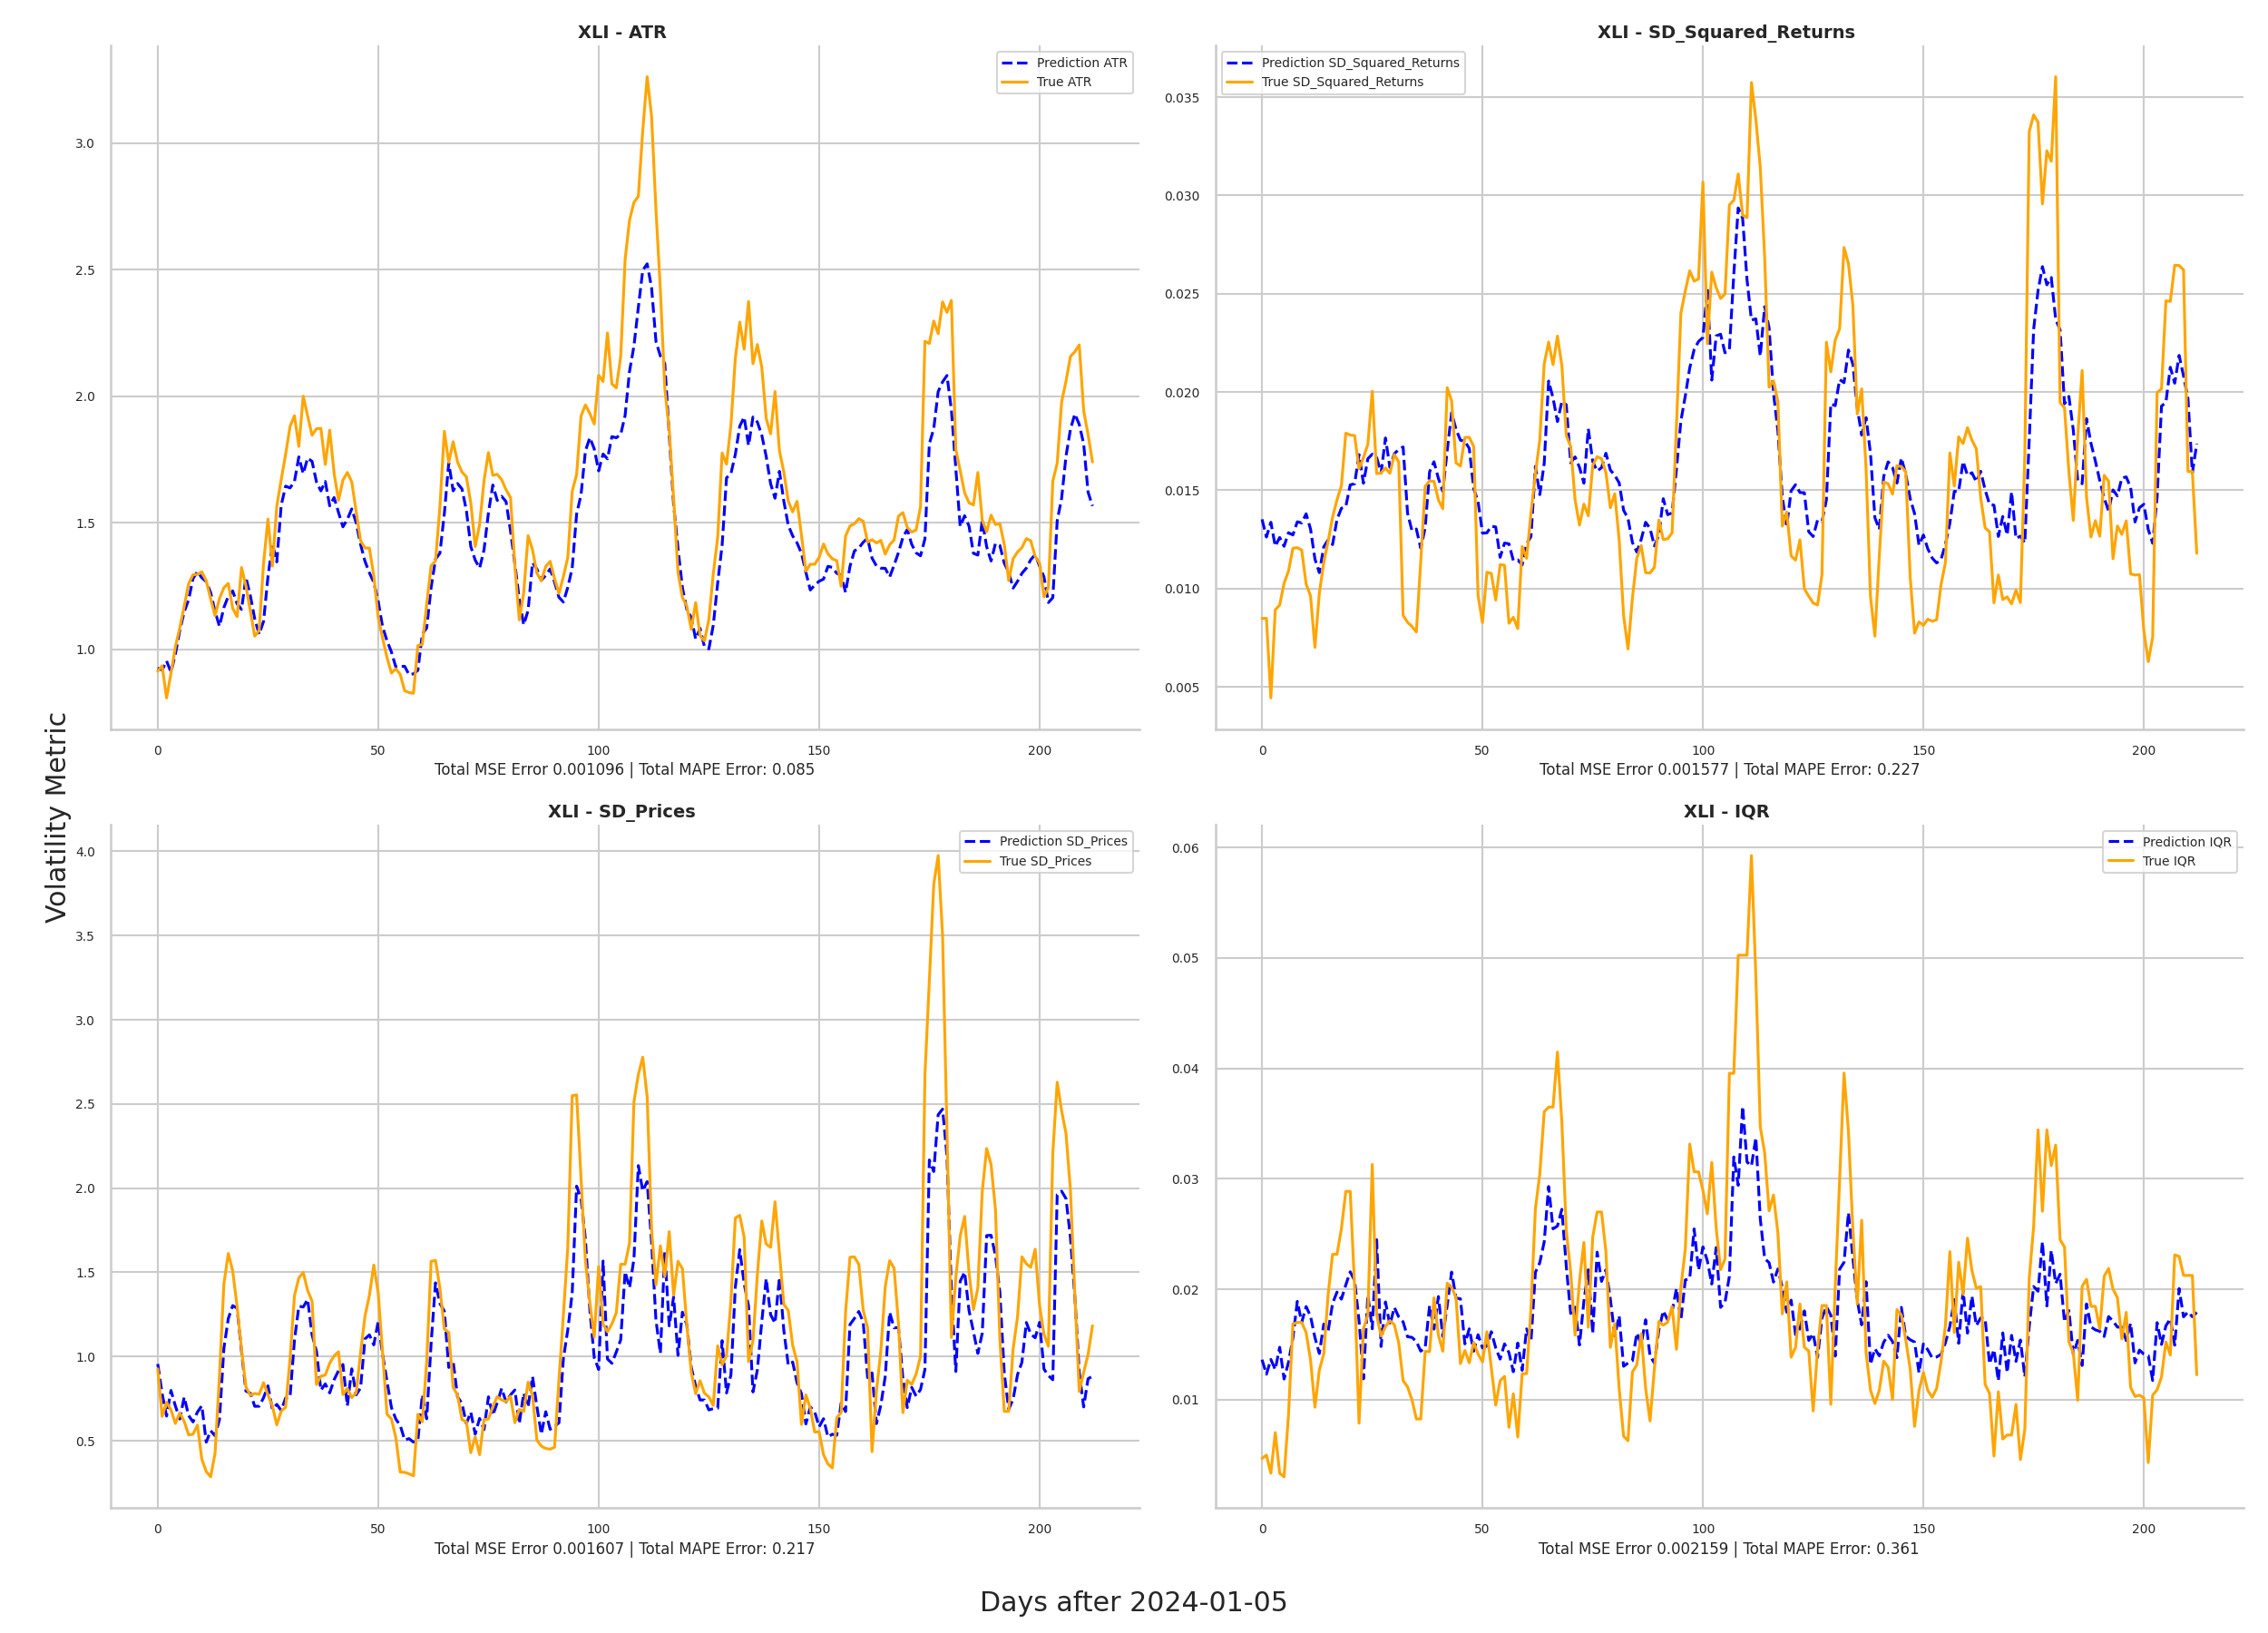 XLI - ATR
Prediction ATR
True ATR
3.0
2.5
2.0
1.5
1.0
0
50
100
150
200
Total MSE Error 0.001096 | Total MAPE Error: 0.085
XLI - SD_Squared_Returns
Prediction SD_Squared_Returns
True SD_Squared_Returns
0.035
0.030
0.025
0.020
0.015
0.010
0.005
0
50
100
150
200
Total MSE Error 0.001577 | Total MAPE Error: 0.227
Volatility Metric
XLI - SD_Prices
Prediction SD_Prices
True SD_Prices
4.0
3.5
3.0
2.5
2.0
1.5
1.0
0.5
0
50
100
150
200
Total MSE Error 0.001607 | Total MAPE Error: 0.217
XLI - IQR
Prediction IQR
True IQR
0.06
0.05
0.04
0.03
0.02
0.01
0
50
100
150
200
Total MSE Error 0.002159 | Total MAPE Error: 0.361
Days after 2024-01-05